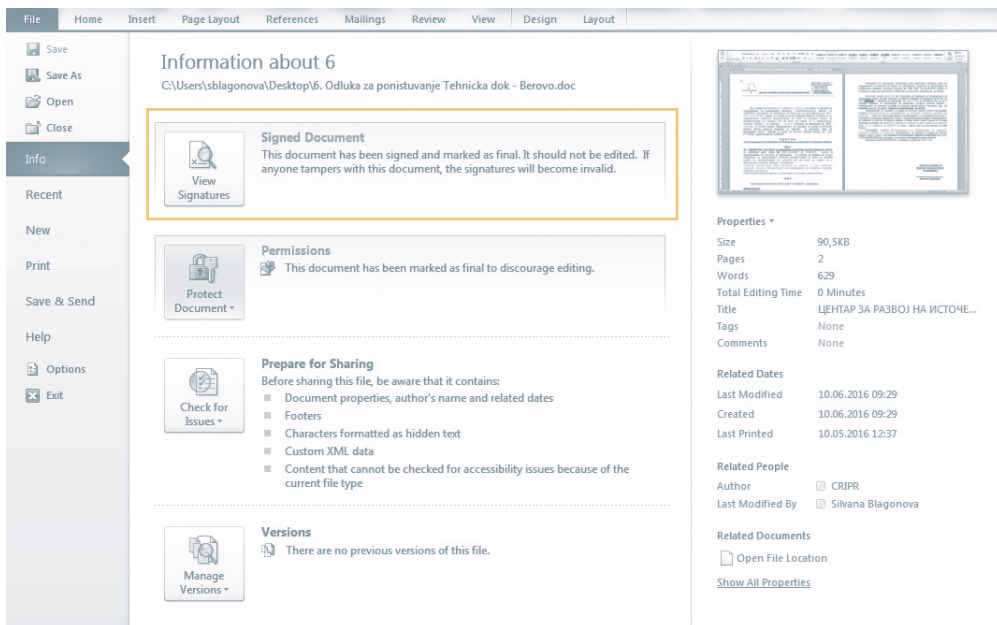 File Home Insert Page Layout References Mailings Review View Design Layout
Save
Save As
Open
Close
Info
Recent
New
Print
Save & Send
Help
Options
Exit
Information about 6
C:\Users\sblagonova\Desktop\6. Odluka za ponistuvanje Tehnicka dok - Berovo.doc
View
Signatures
Signed Document
This document has been signed and marked as final. It should not be edited. If
anyone tampers with this document, the signatures will become invalid.
Protect
Document
Permissions
This document has been marked as final to discourage editing.
Check for
Issues
Prepare for Sharing
Before sharing this file, be aware that it contains:
Document properties, author's name and related dates
Footers
Characters formatted as hidden text
Custom XML data
Content that cannot be checked for accessibility issues because of the
current file type
Manage
Versions
Versions
There are no previous versions of this file.
Properties
Size 90,5KB
Pages 2
Words 629
Total Editing Time 0 Minutes
Title ЦЕНТАР ЗА РАЗВОЈ НА ИСТОЧЕ...
Tags None
Comments None
Related Dates
Last Modified 10.06.2016 09:29
Created 10.06.2016 09:29
Last Printed 10.05.2016 12:37
Related People
Author CRIPR
Last Modified By Silvana Blagonova
Related Documents
Open File Location
Show All Properties